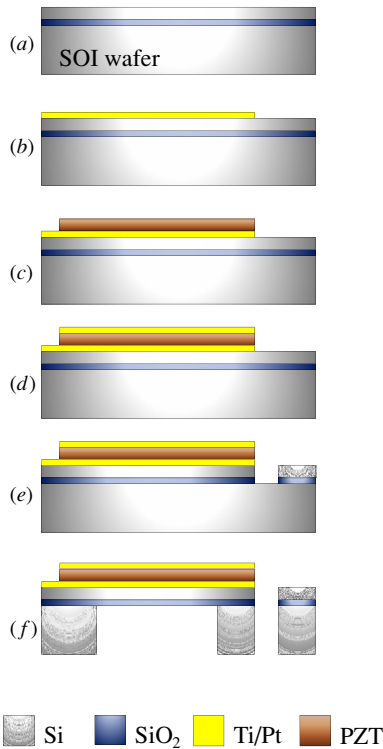 (a)
SOI wafer
(b)
(c)
(d)
(e)
(f)
Si SiO₂ Ti/Pt PZT